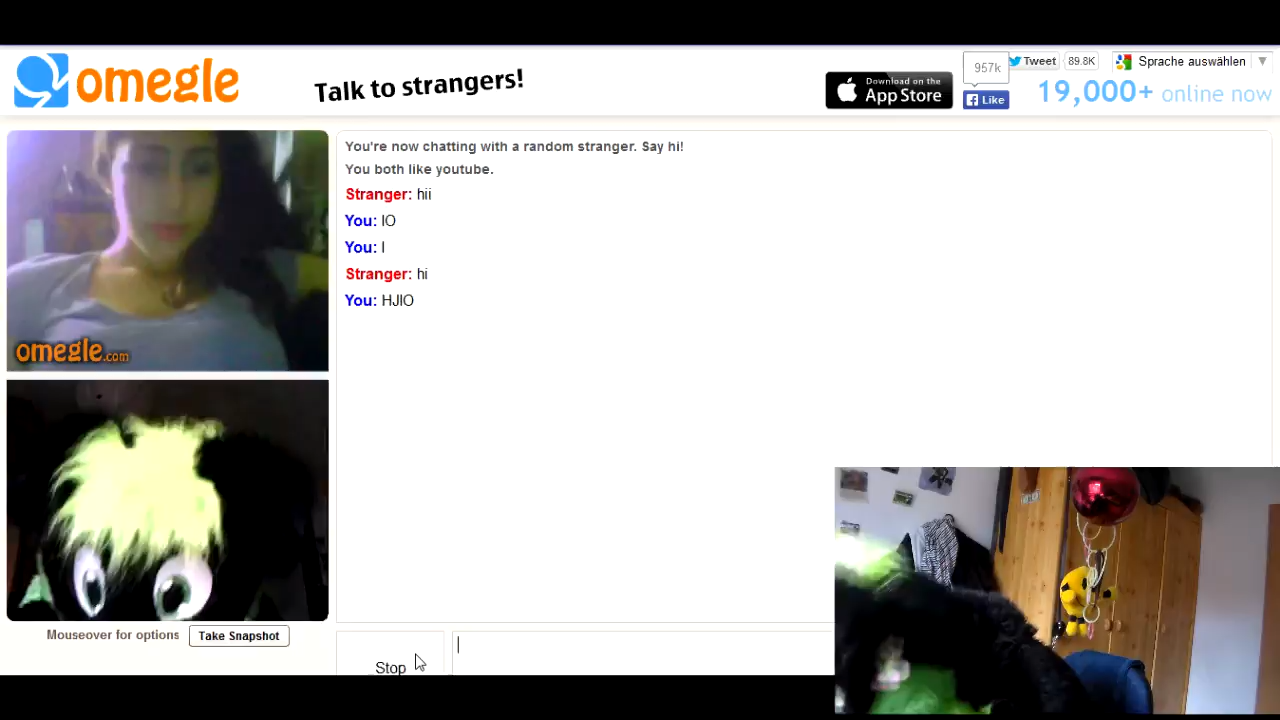 omegle
Talk to strangers!
Download on the
App Store
957k
Like
Tweet
89.8K
Sprache auswählen
19,000+ online now
You're now chatting with a random stranger. Say hi!
You both like youtube.
Stranger: hii
You: IO
You: I
Stranger: hi
You: HJIO
omegle.com
Mouseover for options
Take Snapshot
Stop